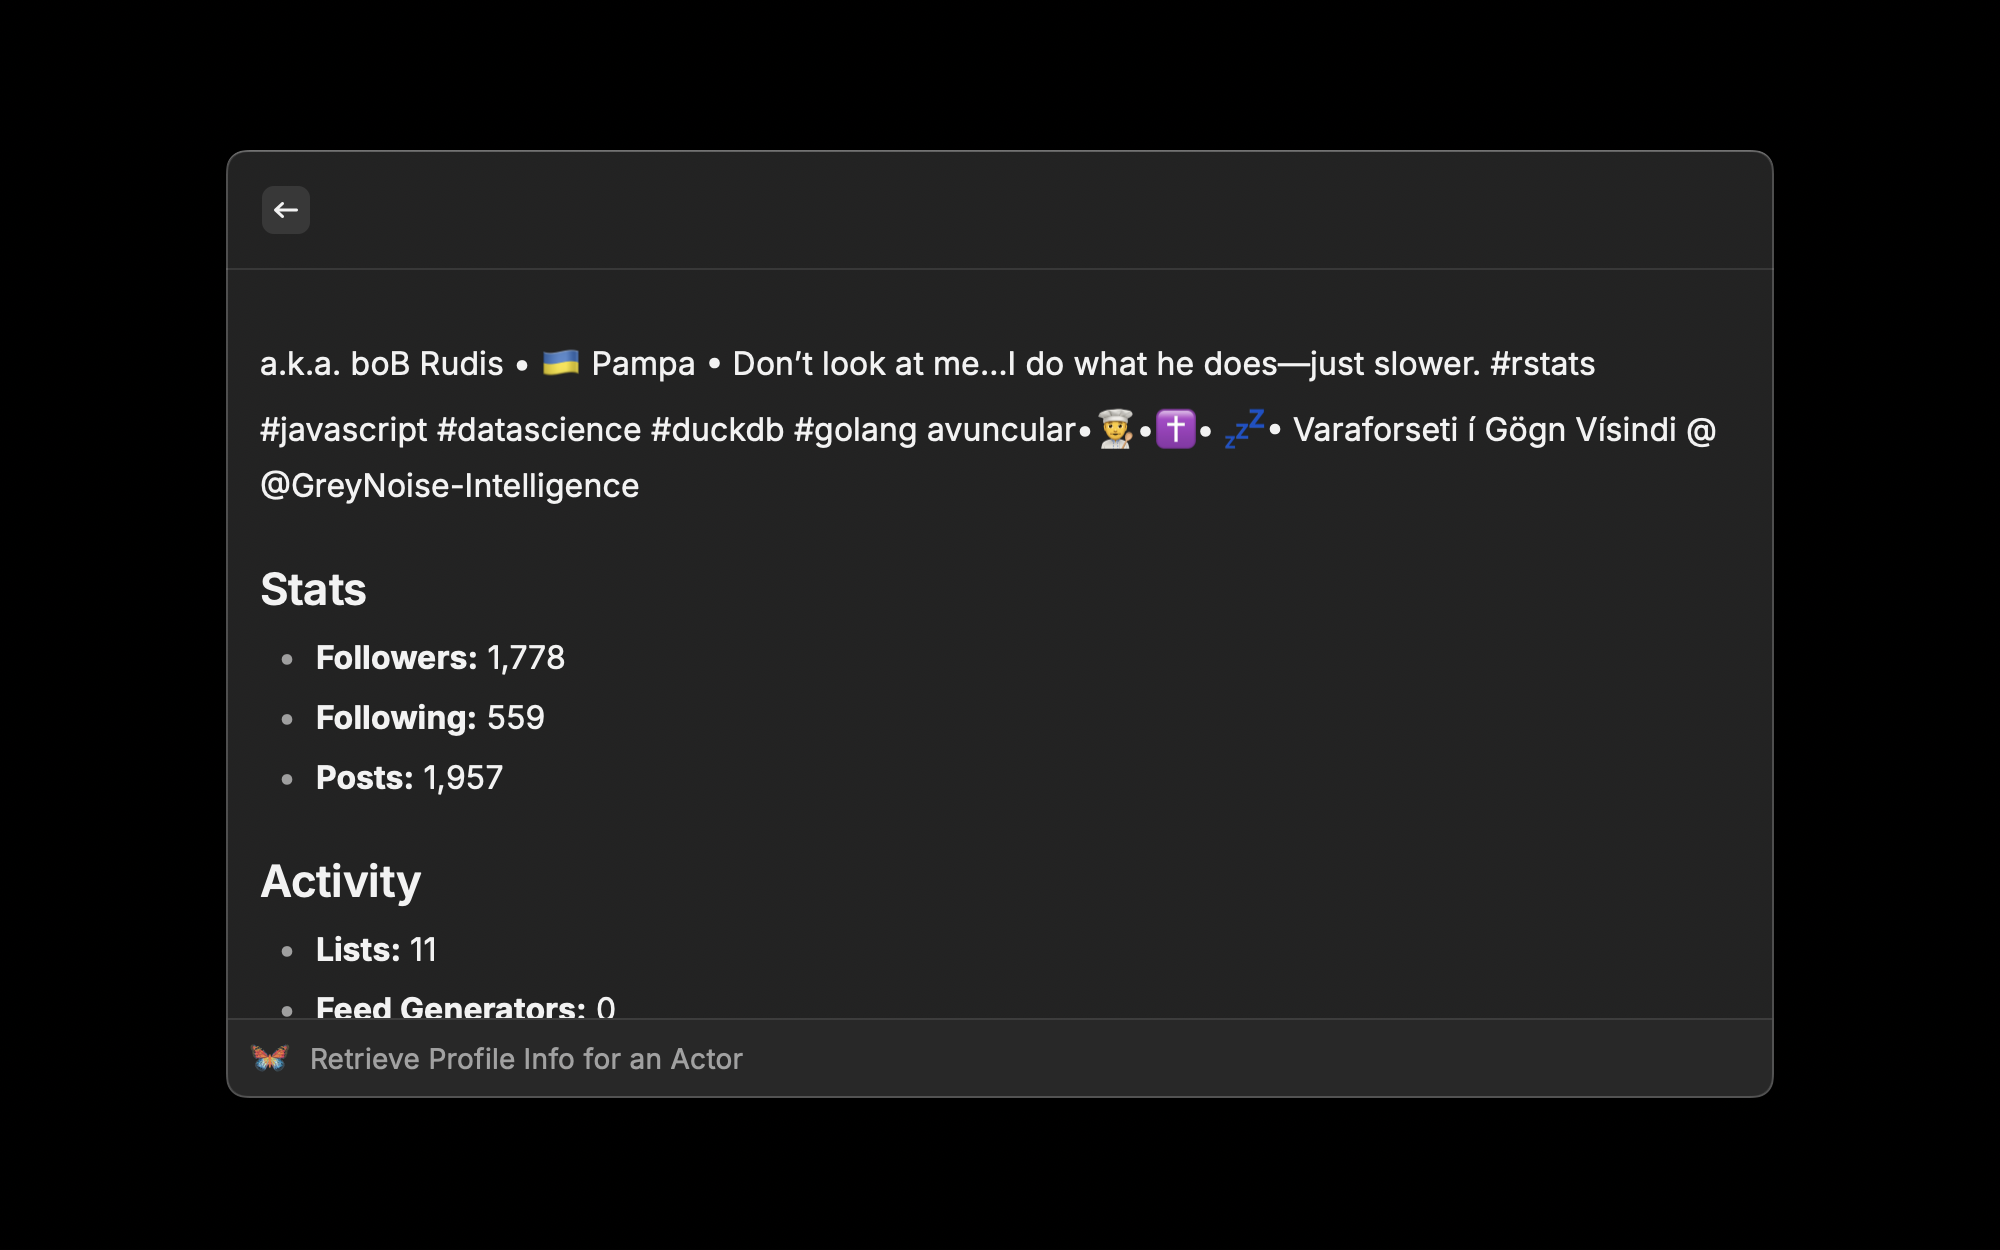 a.k.a. boB Rudis • 🇺🇦 Pampa • Don’t look at me…I do what he does—just slower. #rstats
#javascript #datascience #duckdb #golang avuncular•👨‍🍳•✝️• 💤• Varaforseti í Gögn Vísindi @
@GreyNoise-Intelligence
Stats
• Followers: 1,778
• Following: 559
• Posts: 1,957
Activity
• Lists: 11
• Feed Generators: 0
Retrieve Profile Info for an Actor